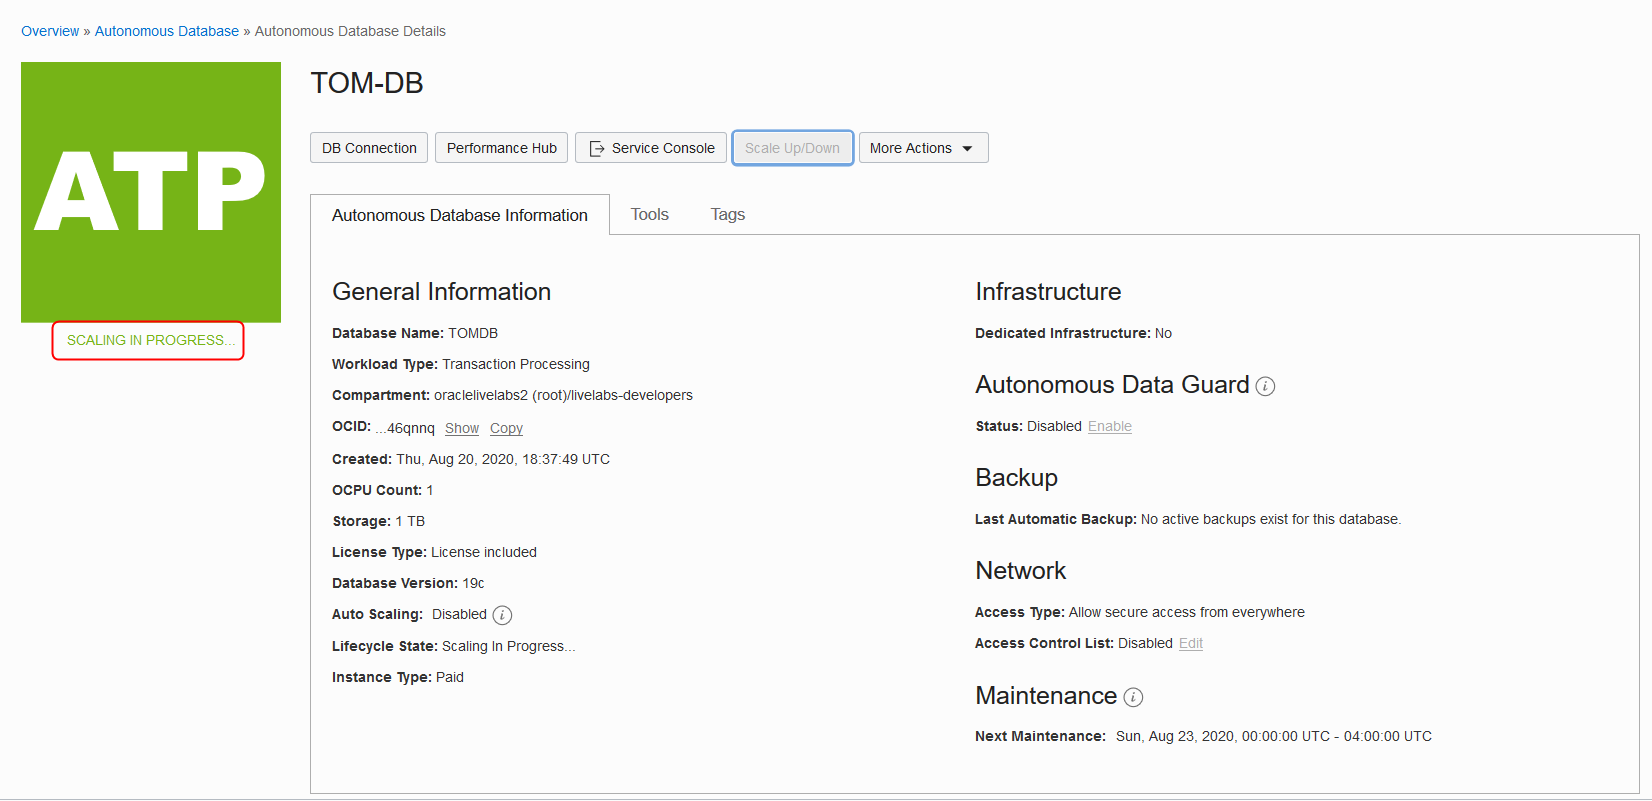 Overview » Autonomous Database » Autonomous Database Details
ATP
SCALING IN PROGRESS...
TOM-DB
DB Connection
Performance Hub
Service Console
Scale Up/Down
More Actions
Autonomous Database Information
Tools
Tags
General Information
Database Name: TOMDB
Workload Type: Transaction Processing
Compartment: oraclelivelabs2 (root)/livelabs-developers
OCID: ...46qnnq Show Copy
Created: Thu, Aug 20, 2020, 18:37:49 UTC
OCPU Count: 1
Storage: 1 TB
License Type: License included
Database Version: 19c
Auto Scaling: Disabled i
Lifecycle State: Scaling In Progress...
Instance Type: Paid
Infrastructure
Dedicated Infrastructure: No
Autonomous Data Guard i
Status: Disabled Enable
Backup
Last Automatic Backup: No active backups exist for this database.
Network
Access Type: Allow secure access from everywhere
Access Control List: Disabled Edit
Maintenance i
Next Maintenance: Sun, Aug 23, 2020, 00:00:00 UTC - 04:00:00 UTC